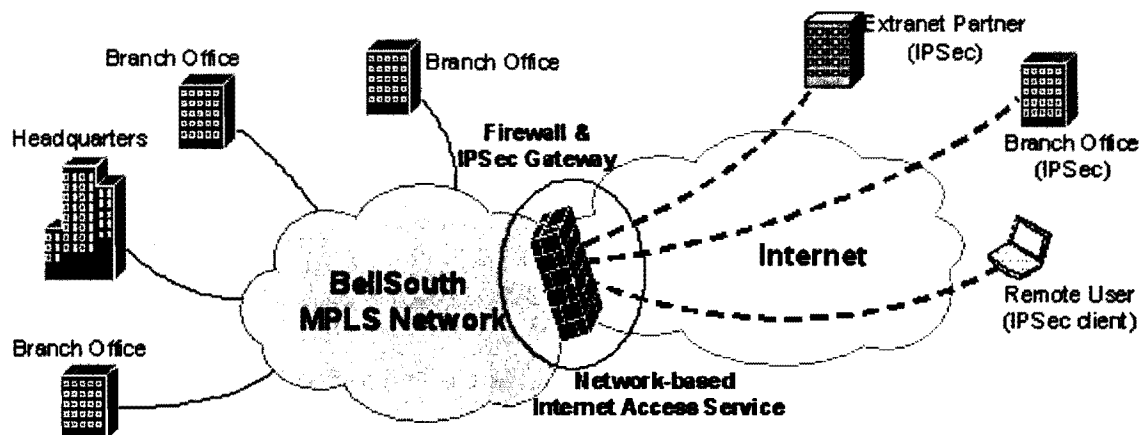 Extranet Partner
(IPSec)
Branch Office
Branch Office
Headquarters
Firewall &
IPSec Gateway
Branch Office
(IPSec)
BellSouth
MPLS Network
Internet
Remote User
(IPSec client)
Branch Office
Network-based
Internet Access Service